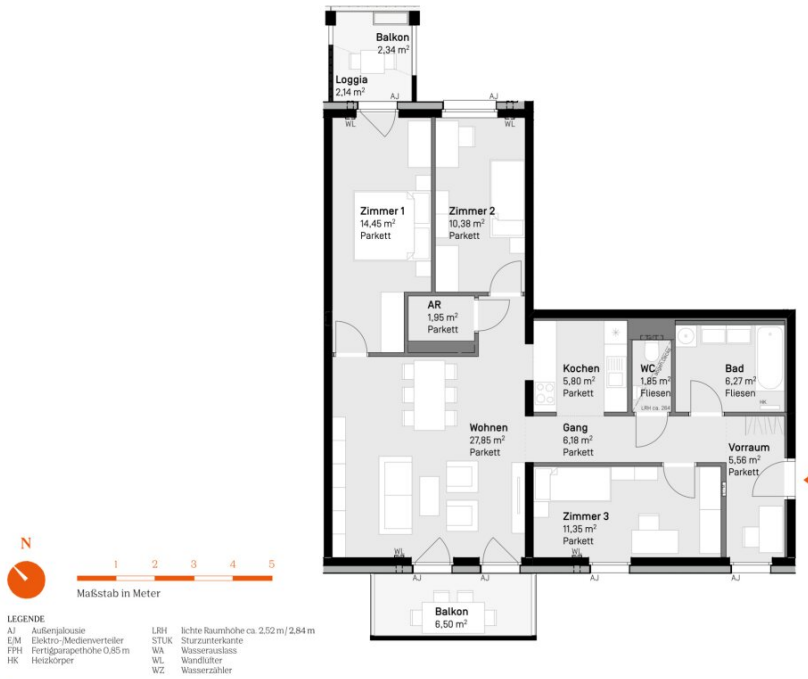 Balkon
2,34 m²
Loggia
2,14 m²
AJ
AJ
WL
WL
Zimmer 1
14,45 m²
Parkett
Zimmer 2
10,38 m²
Parkett
AR
1,95 m²
Parkett
Kochen
5,80 m²
Parkett
WC
1,85 m²
Fliesen
Bad
6,27 m²
Fliesen
HK
Wohnen
27,85 m²
Parkett
Gang
6,18 m²
Parkett
Vorraum
5,56 m²
Parkett
Zimmer 3
11,35 m²
Parkett
WL
WL
AJ
AJ
AJ
AJ
Balkon
6,50 m²
N
1 2 3 4 5
Maßstab in Meter
LEGENDE
AJ Außenjalousie
E/M Elektro-/Medienverteiler
FPH Fertigparapethöhe 0,85 m
HK Heizkörper
LRH lichte Raumhöhe ca. 2,52 m / 2,84 m
STUK Sturzunterkante
WA Wasserauslass
WL Wandlüfter
WZ Wasserzähler